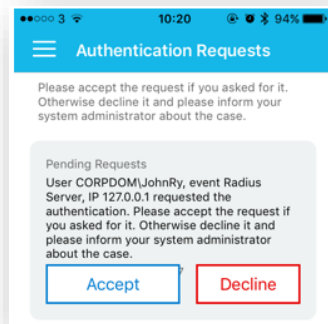 3 10:20 94%
Authentication Requests
Please accept the request if you asked for it.
Otherwise decline it and please inform your
system administrator about the case.
Pending Requests
User CORPDOM\JohnRy, event Radius
Server, IP 127.0.0.1 requested the
authentication. Please accept the request if
you asked for it. Otherwise decline it and
please inform your system administrator
about the case.
Accept Decline